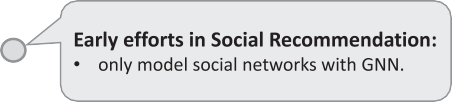 Early efforts in Social Recommendation:
• only model social networks with GNN.